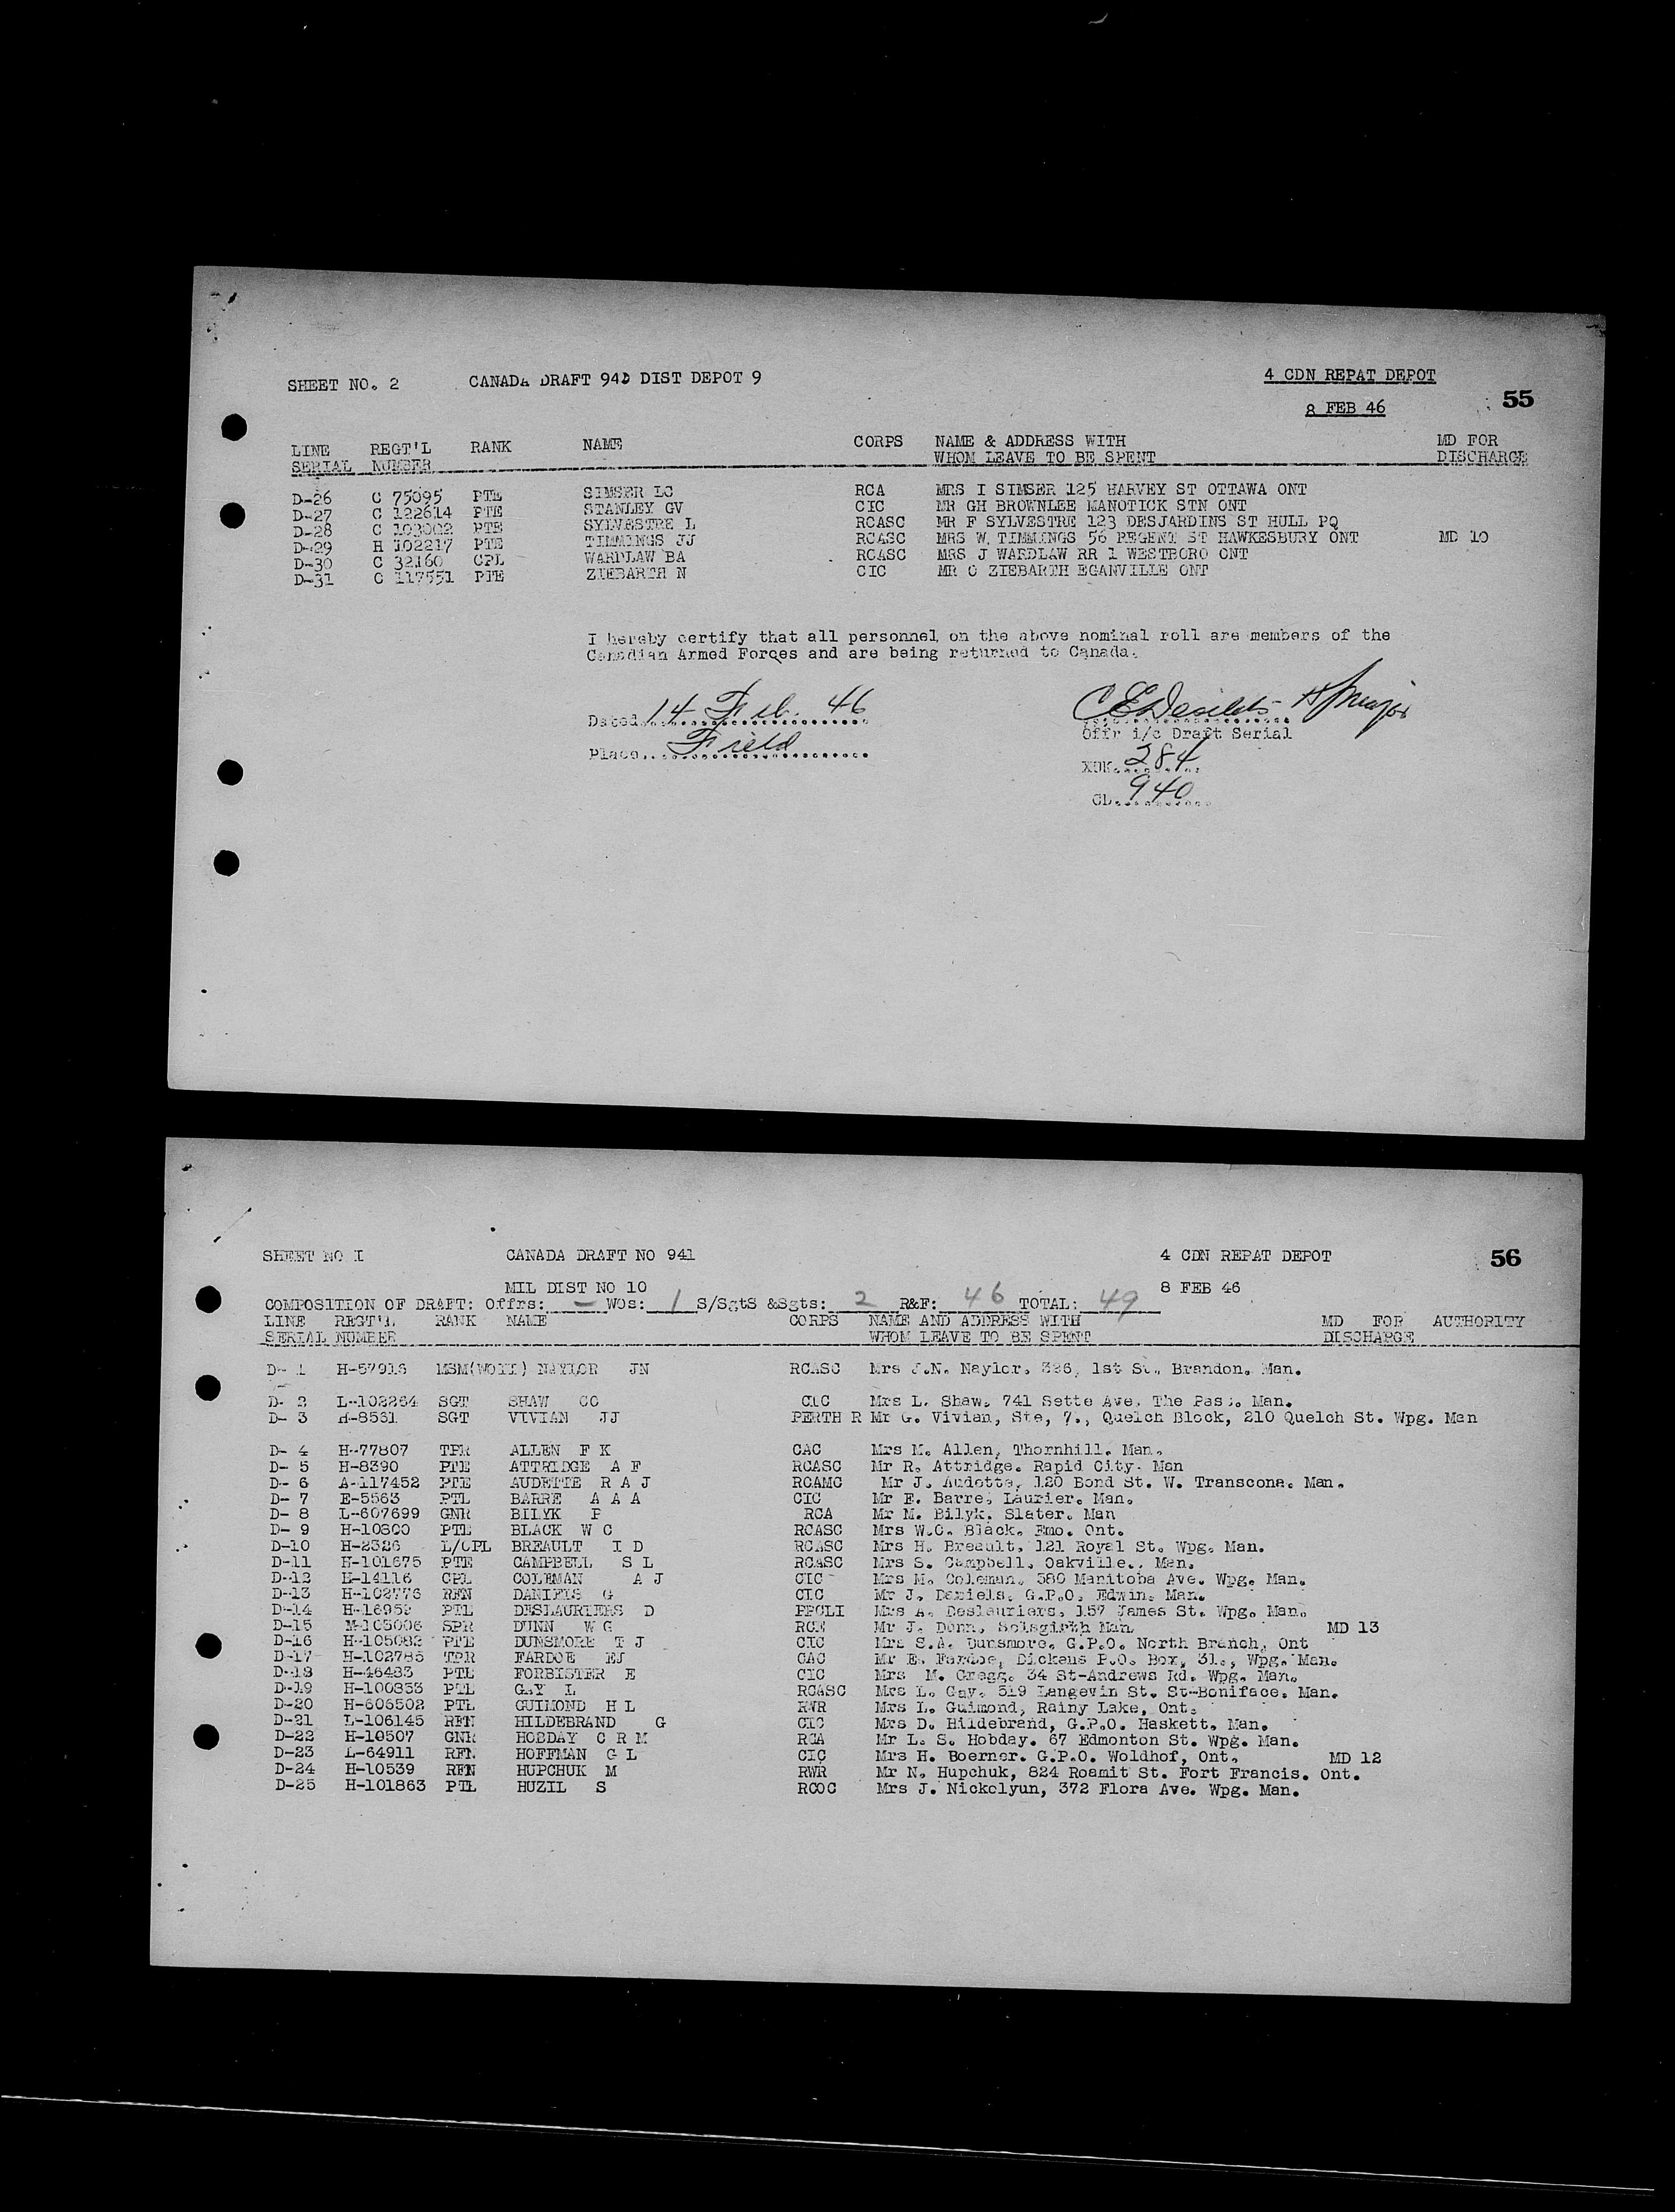 SHEET NO. 2 CANADA DRAFT 940 DIST DEPOT 9 4 CDN REPAT DEPOT
8 FEB 46 55
LINE REGT'L RANK NAME CORPS NAME & ADDRESS WITH MD FOR
SERIAL NUMBER WHOM LEAVE TO BE SPENT DISCHARGE
D-26 C 75095 PTE SIMSER LC RCA MRS I SIMSER 125 HARVEY ST OTTAWA ONT
D-27 C 122614 PTE STANLEY GV CIC MR GH BROWNLEE MANOTICK STN ONT
D-28 C 103002 PTE SYLVESTRE L RCASC MR F SYLVESTRE 123 DESJARDINS ST HULL PQ
D-29 H 102217 PTE TIMMINGS JJ RCASC MRS W. TIMMINGS 56 REGENT ST HAWKESBURY ONT MD 10
D-30 C 32160 CPL WARDLAW BA RCASC MRS J WARDLAW RR 1 WESTBORO ONT
D-31 C 117551 PTE ZIEBARTH N CIC MR O ZIEBARTH EGANVILLE ONT
I hereby certify that all personnel on the above nominal roll are members of the
Canadian Armed Forces and are being returned to Canada.
Dated 14 Feb. 46 C E Desilets A/Major
Offr i/c Draft Serial
Place Field
284
CD 940
SHEET NO I CANADA DRAFT NO 941 4 CDN REPAT DEPOT 56
MIL DIST NO 10 8 FEB 46
COMPOSITION OF DRAFT: Offrs: — WOs: 1 S/SgtS &Sgts: 2 R&F: 46 TOTAL: 49
LINE REGT'L RANK NAME CORPS NAME AND ADDRESS WITH MD FOR AUTHORITY
SERIAL NUMBER WHOM LEAVE TO BE SPENT DISCHARGE
D- 1 H-57918 MSM(WOII) NAYLOR JN RCASC Mrs J.N. Naylor, 326, 1st St., Brandon. Man.
D- 2 L-102264 SGT SHAW CC CIC Mrs L. Shaw. 741 Sette Ave. The Pas. Man.
D- 3 H-8531 SGT VIVIAN JJ PERTH R Mr G. Vivian, Ste, 7., Quelch Block, 210 Quelch St. Wpg. Man
D- 4 H-77807 TPR ALLEN F K CAC Mrs M. Allen, Thornhill. Man.
D- 5 H-8390 PTE ATTRIDGE A F RCASC Mr R. Attridge. Rapid City. Man
D- 6 A-117452 PTE AUDETTE R A J RCAMC Mr J. Audette, 120 Bond St. W. Transcona. Man.
D- 7 E-5563 PTE BARRE A A A CIC Mr E. Barre, Laurier. Man.
D- 8 L-607699 GNR BILYK P RCA Mr M. Bilyk. Slater. Man
D- 9 H-10300 PTE BLACK W C RCASC Mrs W.C. Black. Emo. Ont.
D-10 H-2326 L/CPL BREAULT I D RCASC Mrs H. Breault, 121 Royal St. Wpg. Man.
D-11 H-101675 PTE CAMPBELL S L RCASC Mrs S. Campbell, Oakville.. Man.
D-12 H-14116 CPL COLEMAN A J CIC Mrs M. Coleman. 580 Manitoba Ave. Wpg. Man.
D-13 H-102776 RFN DANIELS G CIC Mr J. Daniels. G.P.O. Edwin. Man.
D-14 H-16952 PTE DESLAURIERS D PPCLI Mrs A. Deslauriers, 157 James St. Wpg. Man.
D-15 M-103006 SPR DUNN W G RCE Mr J. Dunn, Solsgirth Man MD 13
D-16 H-105082 PTE DUNSMORE T J CIC Mrs S.A. Dunsmore. G.P.O. North Branch, Ont
D-17 H-102785 TPR FARDOE EJ CAC Mr E. Fardoe, Dickens P.O. Box, 31., Wpg. Man.
D-18 H-46483 PTE FORBISTER E CIC Mrs M. Gregg. 34 St-Andrews Rd. Wpg. Man.
D-19 H-100833 PTE GAY L RCASC Mrs L. Gay. 519 Langevin St. St-Boniface. Man.
D-20 H-606502 PTE GUIMOND H L RWR Mrs L. Guimond, Rainy Lake, Ont.
D-21 L-106145 RFN HILDEBRAND G CIC Mrs D. Hildebrand, G.P.O. Haskett. Man.
D-22 H-10507 GNR HOBDAY C R M RCA Mr L. S. Hobday. 67 Edmonton St. Wpg. Man.
D-23 L-64911 RFN HOFFMAN G L CIC Mrs H. Boerner. G.P.O. Woldhof, Ont. MD 12
D-24 H-10539 RFN HUPCHUK M RWR Mr N. Hupchuk, 824 Roamit St. Fort Francis. Ont.
D-25 H-101863 PTE HUZIL S RCOC Mrs J. Nickolyun, 372 Flora Ave. Wpg. Man.